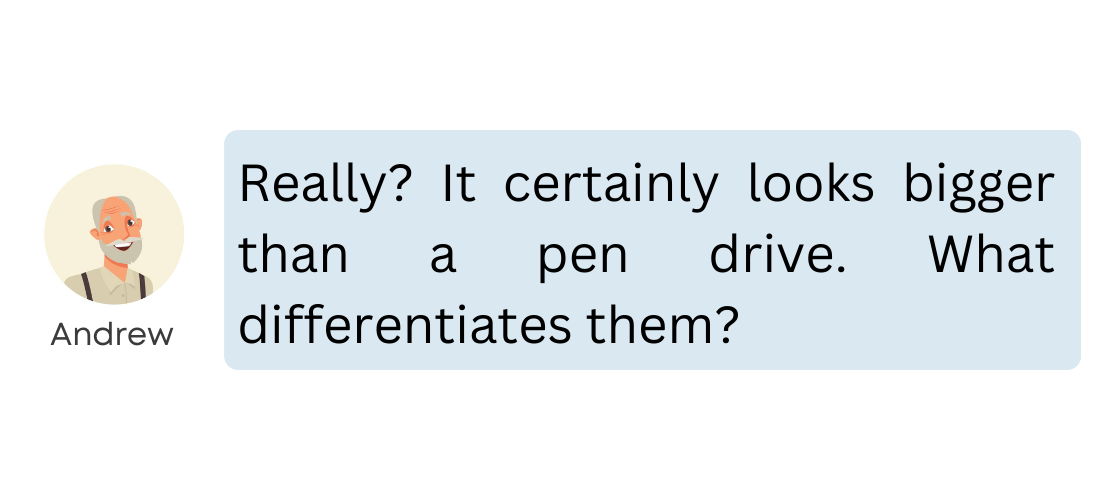 Really? It certainly looks bigger
than a pen drive. What
differentiates them?
Andrew